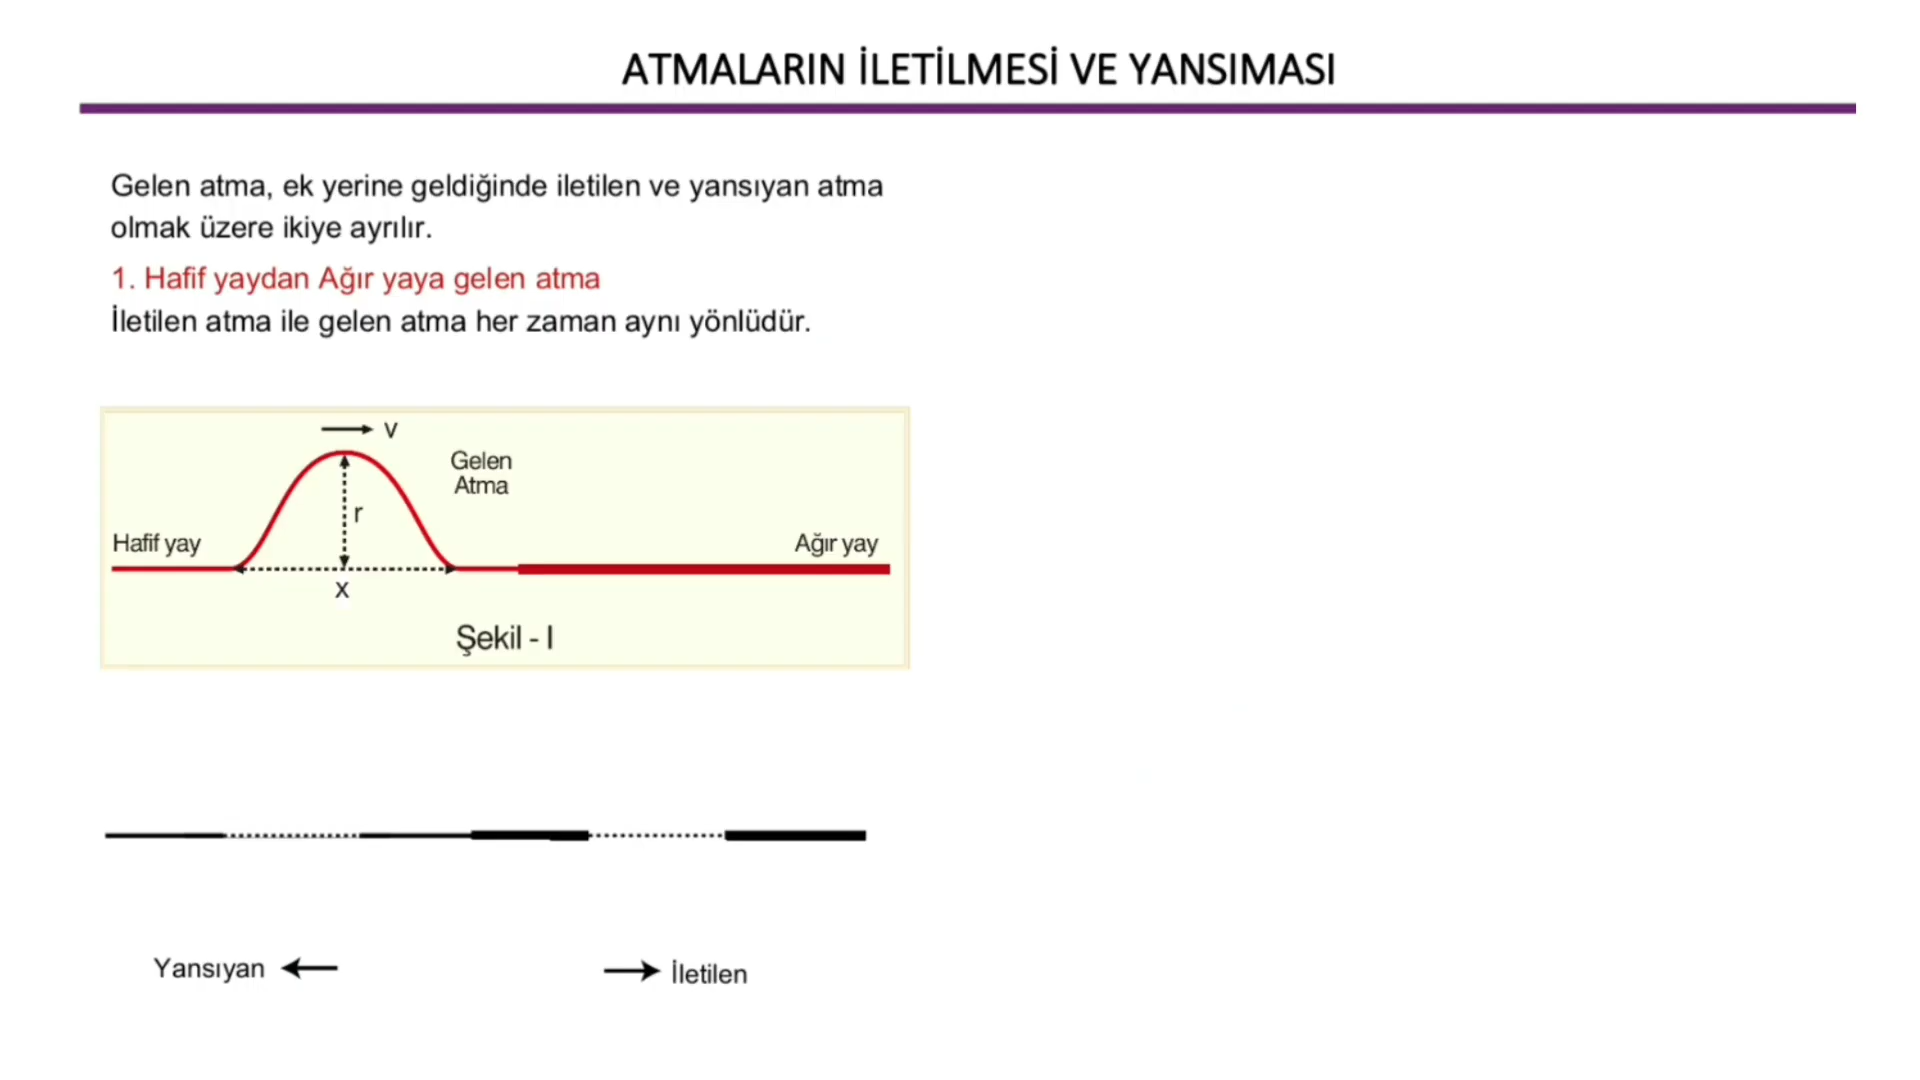 ATMALARIN İLETİLMESİ VE YANSIMASI
Gelen atma, ek yerine geldiğinde iletilen ve yansıyan atma
olmak üzere ikiye ayrılır.
1. Hafif yaydan Ağır yaya gelen atma
İletilen atma ile gelen atma her zaman aynı yönlüdür.
v
Gelen
Atma
r
Hafif yay
Ağır yay
x
Şekil - I
Yansıyan
İletilen